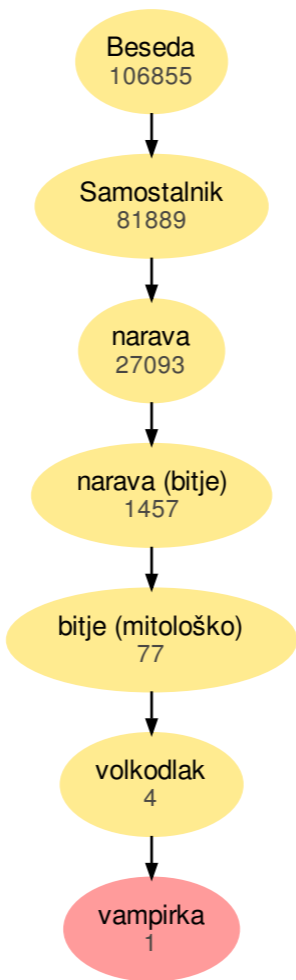 Beseda
106855
Samostalnik
81889
narava
27093
narava (bitje)
1457
bitje (mitološko)
77
volkodlak
4
vampirka
1